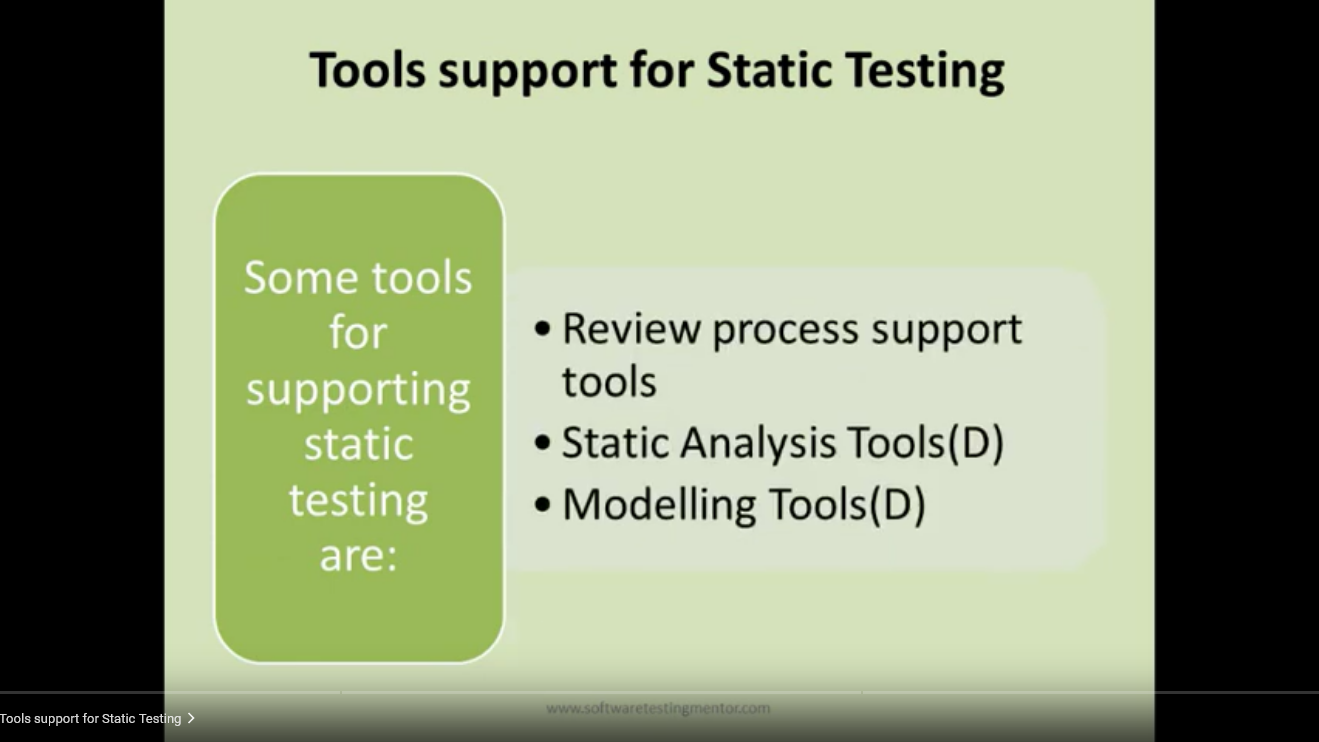 Tools support for Static Testing
Some tools
for
supporting
static
testing
are:
• Review process support
tools
• Static Analysis Tools(D)
• Modelling Tools(D)
www.softwaretestingmentor.com
Tools support for Static Testing